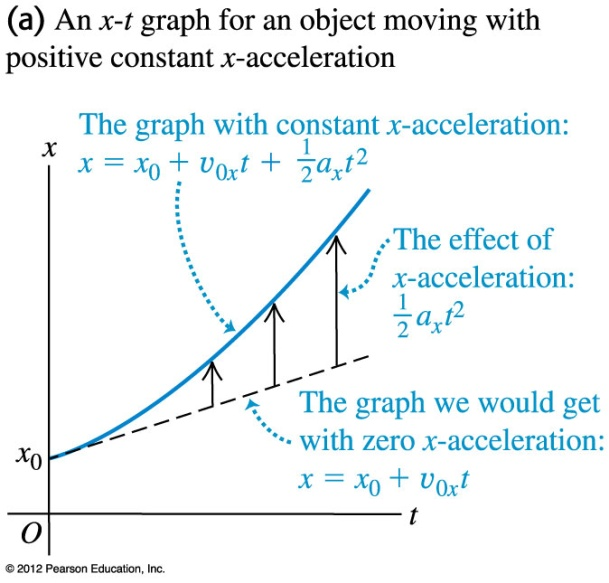 (a) An x-t graph for an object moving with
positive constant x-acceleration
The graph with constant x-acceleration:
x = x₀ + v₀ₓt + ½aₓt²
x
The effect of
x-acceleration:
½aₓt²
The graph we would get
with zero x-acceleration:
x = x₀ + v₀ₓt
x₀
t
O
© 2012 Pearson Education, Inc.